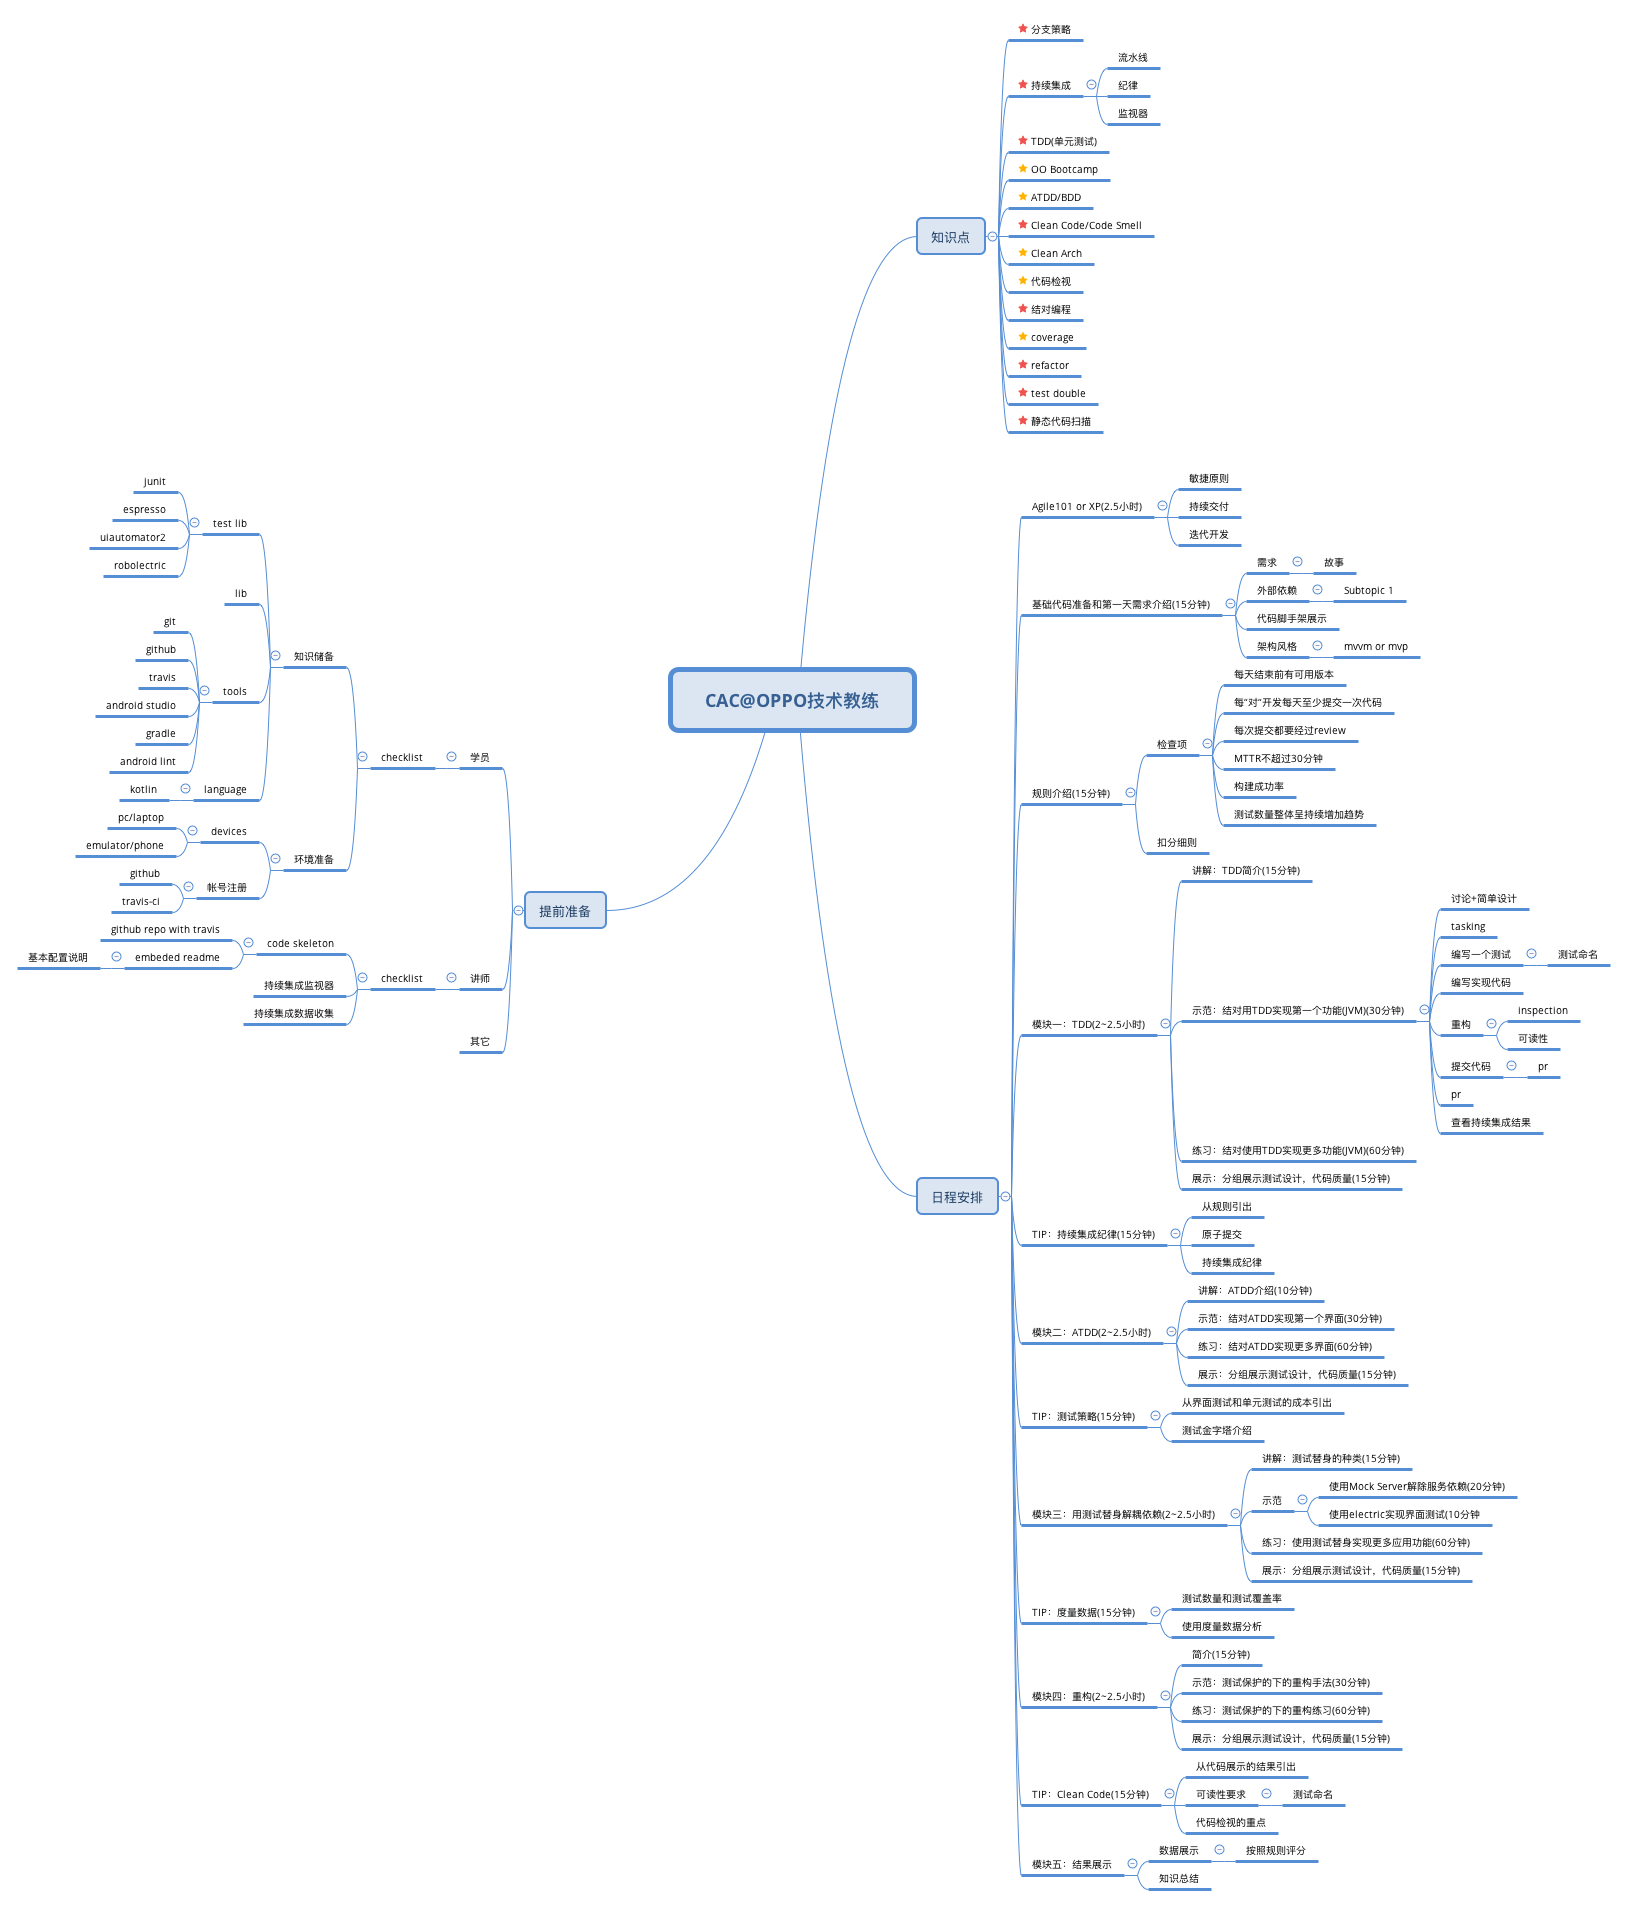 CAC@OPPO技术教练
知识点
分支策略
持续集成
流水线
纪律
监视器
TDD(单元测试)
OO Bootcamp
ATDD/BDD
Clean Code/Code Smell
Clean Arch
代码检视
结对编程
coverage
refactor
test double
静态代码扫描
日程安排
Agile101 or XP(2.5小时)
敏捷原则
持续交付
迭代开发
基础代码准备和第一天需求介绍(15分钟)
需求
故事
外部依赖
Subtopic 1
代码脚手架展示
架构风格
mvvm or mvp
规则介绍(15分钟)
检查项
每天结束前有可用版本
每“对”开发每天至少提交一次代码
每次提交都要经过review
MTTR不超过30分钟
构建成功率
测试数量整体呈持续增加趋势
扣分细则
模块一：TDD(2~2.5小时)
讲解：TDD简介(15分钟)
示范：结对用TDD实现第一个功能(JVM)(30分钟)
讨论+简单设计
tasking
编写一个测试
测试命名
编写实现代码
重构
inspection
可读性
提交代码
pr
pr
查看持续集成结果
练习：结对使用TDD实现更多功能(JVM)(60分钟)
展示：分组展示测试设计，代码质量(15分钟)
TIP：持续集成纪律(15分钟)
从规则引出
原子提交
持续集成纪律
模块二：ATDD(2~2.5小时)
讲解：ATDD介绍(10分钟)
示范：结对ATDD实现第一个界面(30分钟)
练习：结对ATDD实现更多界面(60分钟)
展示：分组展示测试设计，代码质量(15分钟)
TIP：测试策略(15分钟)
从界面测试和单元测试的成本引出
测试金字塔介绍
模块三：用测试替身解耦依赖(2~2.5小时)
讲解：测试替身的种类(15分钟)
示范
使用Mock Server解除服务依赖(20分钟)
使用electric实现界面测试(10分钟
练习：使用测试替身实现更多应用功能(60分钟)
展示：分组展示测试设计，代码质量(15分钟)
TIP：度量数据(15分钟)
测试数量和测试覆盖率
使用度量数据分析
模块四：重构(2~2.5小时)
简介(15分钟)
示范：测试保护的下的重构手法(30分钟)
练习：测试保护的下的重构练习(60分钟)
展示：分组展示测试设计，代码质量(15分钟)
TIP：Clean Code(15分钟)
从代码展示的结果引出
可读性要求
测试命名
代码检视的重点
模块五：结果展示
数据展示
按照规则评分
知识总结
提前准备
学员
checklist
知识储备
test lib
junit
espresso
uiautomator2
robolectric
lib
tools
git
github
travis
android studio
gradle
android lint
language
kotlin
环境准备
devices
pc/laptop
emulator/phone
帐号注册
github
travis-ci
讲师
checklist
code skeleton
github repo with travis
embeded readme
基本配置说明
持续集成监视器
持续集成数据收集
其它